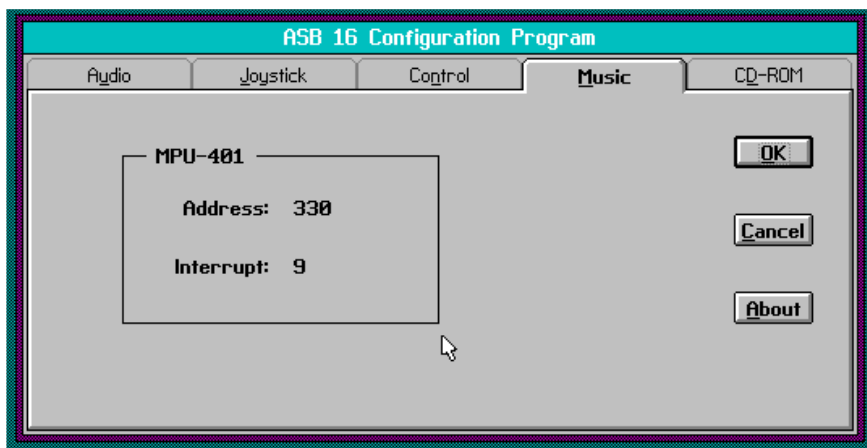 ASB 16 Configuration Program
Audio Joystick Control Music CD-ROM
MPU-401
OK
Address: 330
Cancel
Interrupt: 9
About